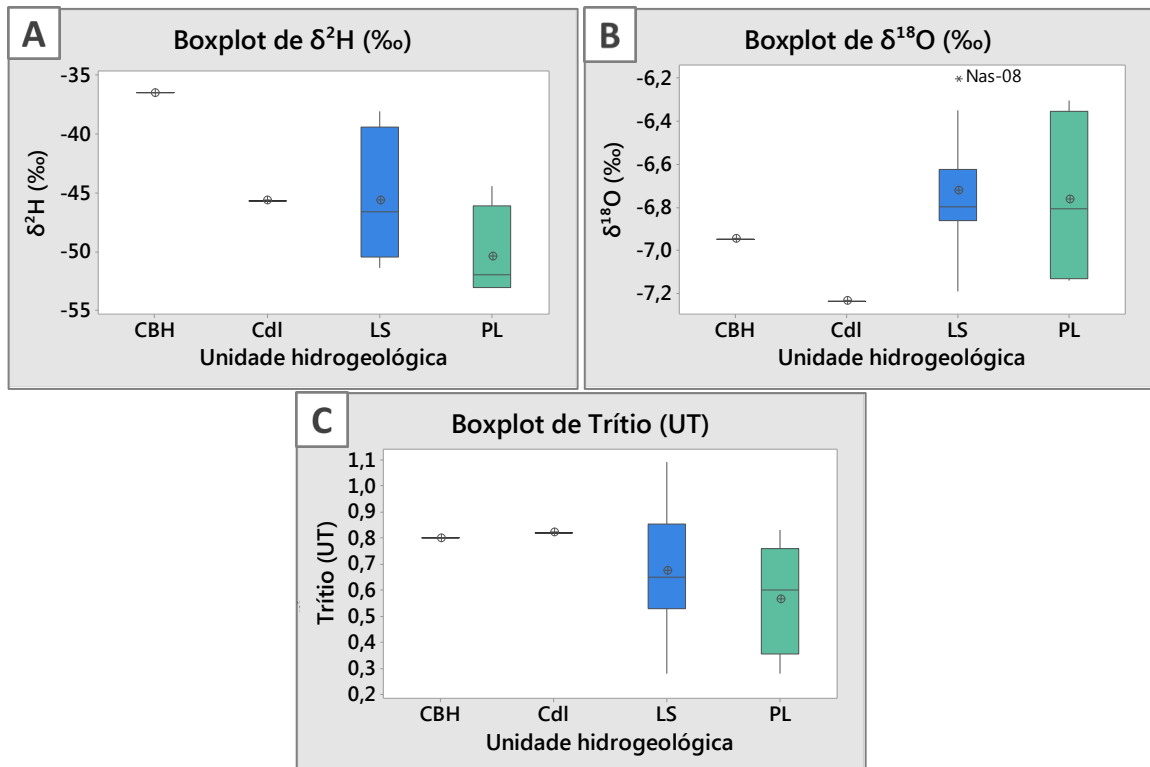 A
Boxplot de δ²H (‰)
-35
-40
-45
-50
-55
δ²H (‰)
CBH CdI LS PL
Unidade hidrogeológica
B
Boxplot de δ¹⁸O (‰)
-6,2
-6,4
-6,6
-6,8
-7,0
-7,2
δ¹⁸O (‰)
Nas-08
CBH CdI LS PL
Unidade hidrogeológica
C
Boxplot de Trítio (UT)
1,1
1,0
0,9
0,8
0,7
0,6
0,5
0,4
0,3
0,2
Trítio (UT)
CBH CdI LS PL
Unidade hidrogeológica